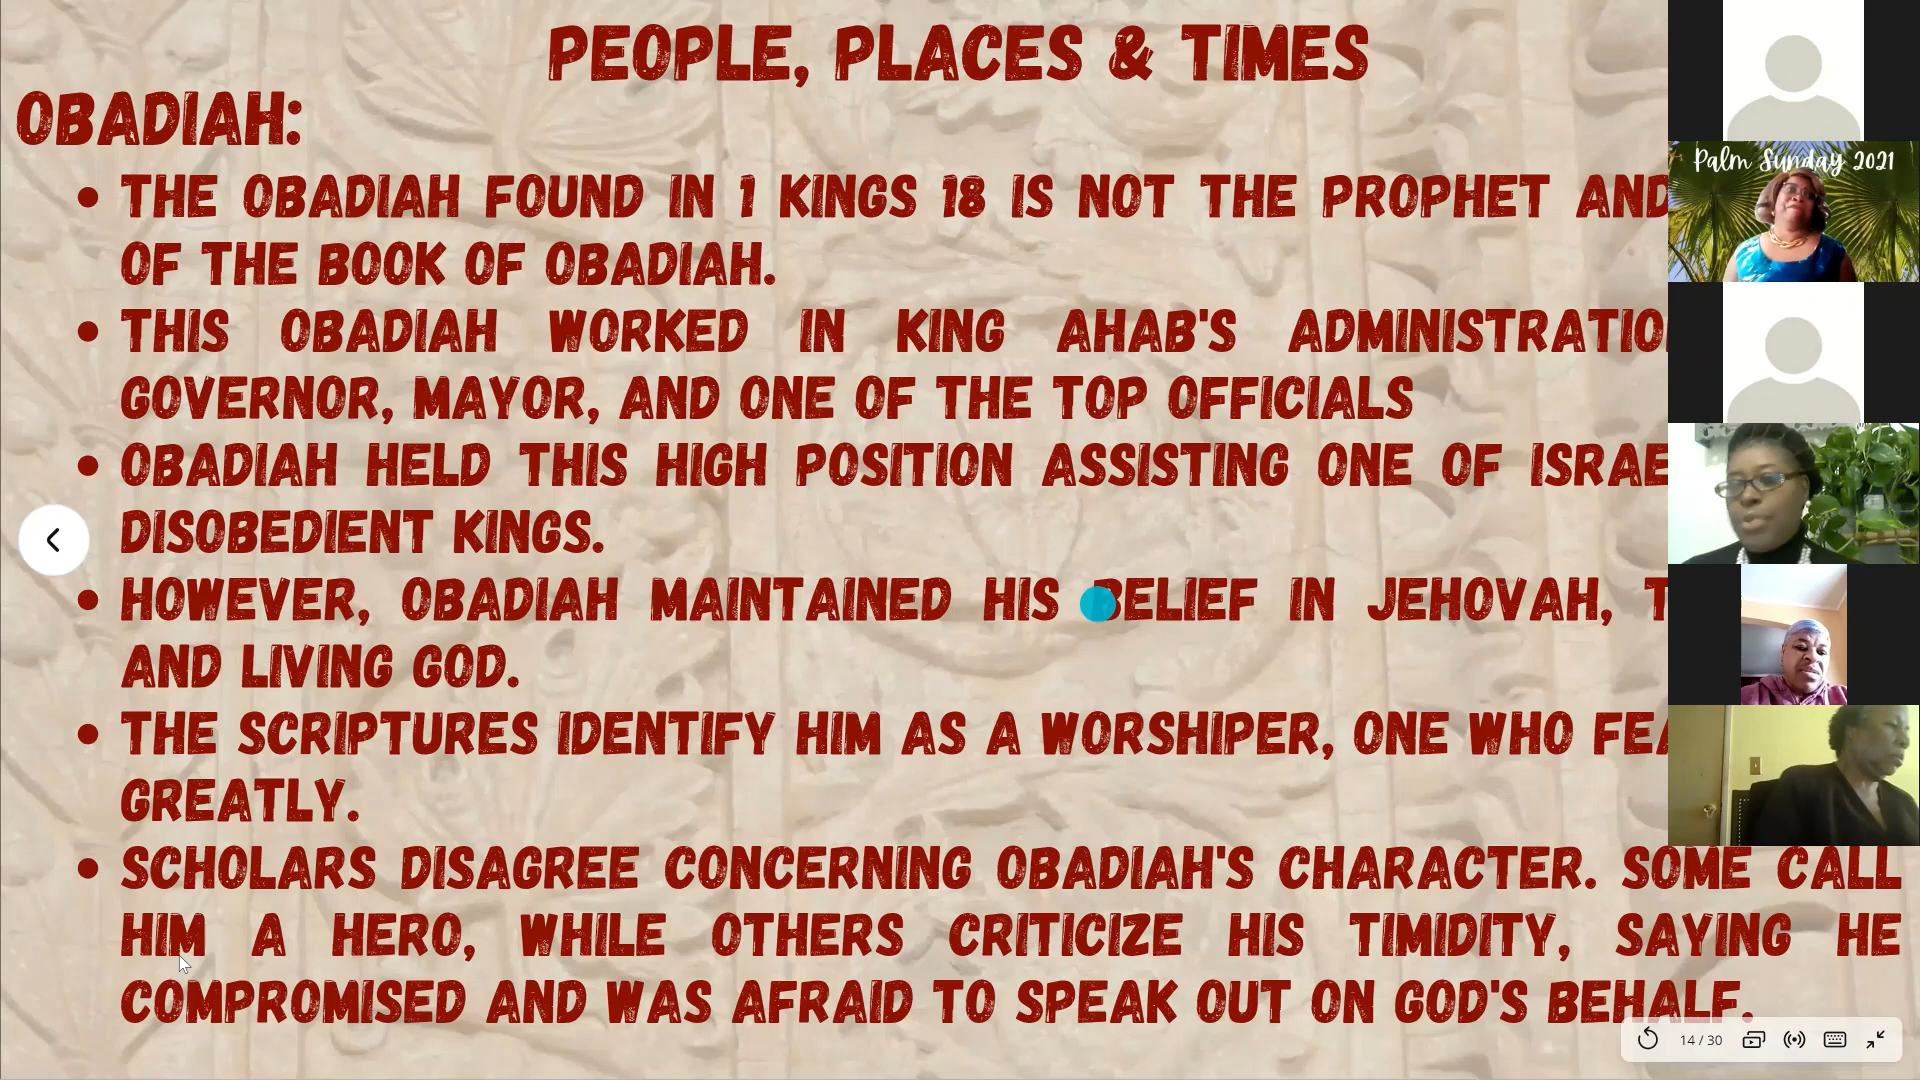 PEOPLE, PLACES & TIMES
OBADIAH:
Palm Sunday 2021
• THE OBADIAH FOUND IN 1 KINGS 18 IS NOT THE PROPHET AND
OF THE BOOK OF OBADIAH.
• THIS OBADIAH WORKED IN KING AHAB'S ADMINISTRATIO
GOVERNOR, MAYOR, AND ONE OF THE TOP OFFICIALS
• OBADIAH HELD THIS HIGH POSITION ASSISTING ONE OF ISRAE
DISOBEDIENT KINGS.
• HOWEVER, OBADIAH MAINTAINED HIS BELIEF IN JEHOVAH, T
AND LIVING GOD.
• THE SCRIPTURES IDENTIFY HIM AS A WORSHIPER, ONE WHO FEA
GREATLY.
• SCHOLARS DISAGREE CONCERNING OBADIAH'S CHARACTER. SOME CALL
HIM A HERO, WHILE OTHERS CRITICIZE HIS TIMIDITY, SAYING HE
COMPROMISED AND WAS AFRAID TO SPEAK OUT ON GOD'S BEHALF.
14 / 30